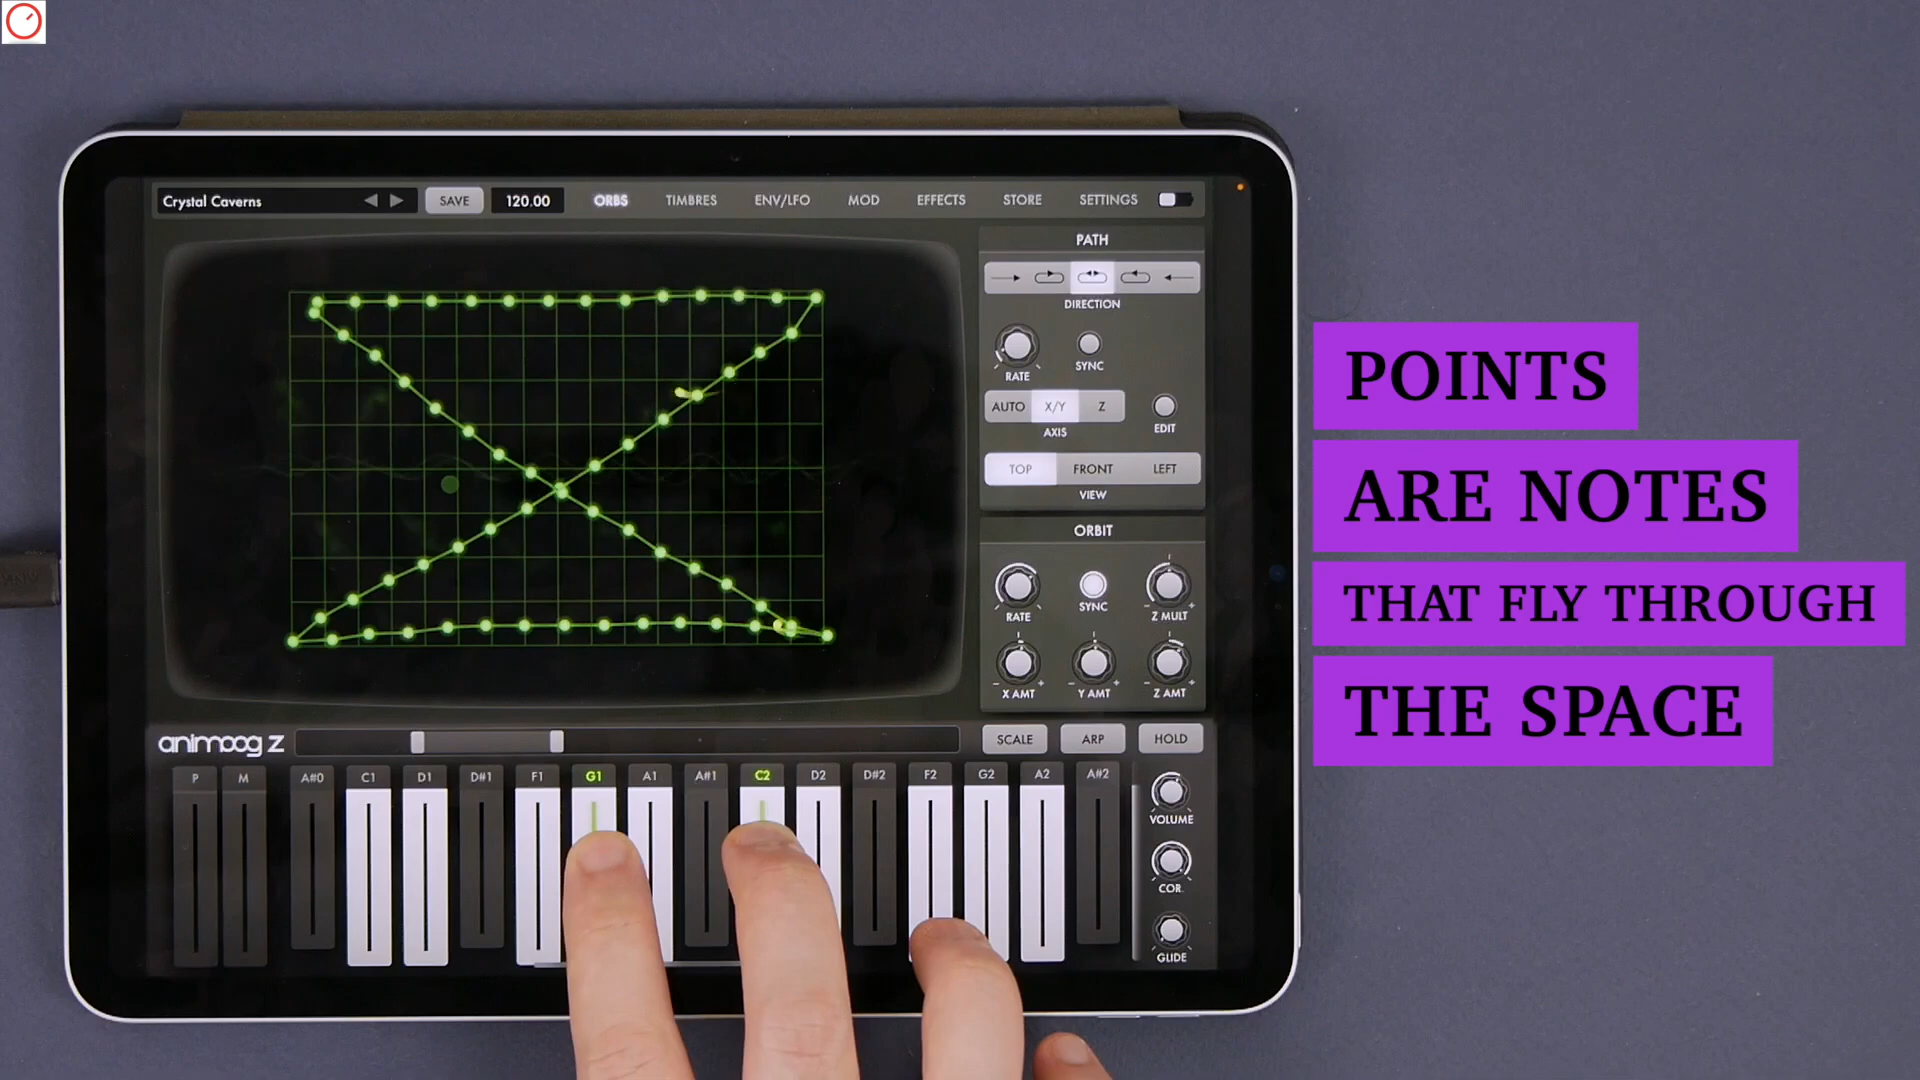 Crystal Caverns
SAVE
120.00
ORBS
TIMBRES
ENV/LFO
MOD
EFFECTS
STORE
SETTINGS
PATH
DIRECTION
RATE
SYNC
AUTO
X/Y
Z
AXIS
EDIT
TOP
FRONT
LEFT
VIEW
ORBIT
RATE
SYNC
- Z MULT +
- X AMT +
- Y AMT +
- Z AMT +
POINTS
ARE NOTES
THAT FLY THROUGH
THE SPACE
animoog Z
SCALE
ARP
HOLD
P
M
A#0
C1
D1
D#1
F1
G1
A1
A#1
C2
D2
D#2
F2
G2
A2
A#2
VOLUME
COR.
GLIDE